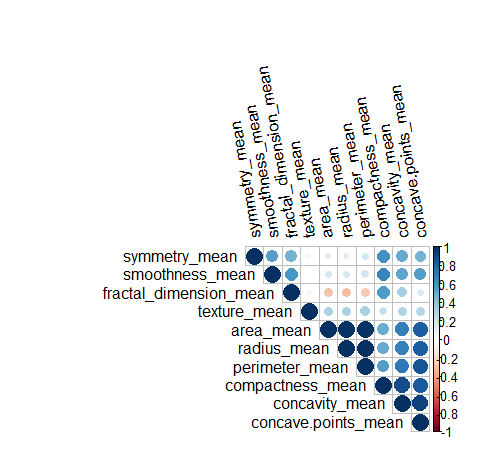 symmetry_mean
smoothness_mean
fractal_dimension_mean
texture_mean
area_mean
radius_mean
perimeter_mean
compactness_mean
concavity_mean
concave.points_mean
symmetry_mean
smoothness_mean
fractal_dimension_mean
texture_mean
area_mean
radius_mean
perimeter_mean
compactness_mean
concavity_mean
concave.points_mean
1
0.8
0.6
0.4
0.2
0
-0.2
-0.4
-0.6
-0.8
-1